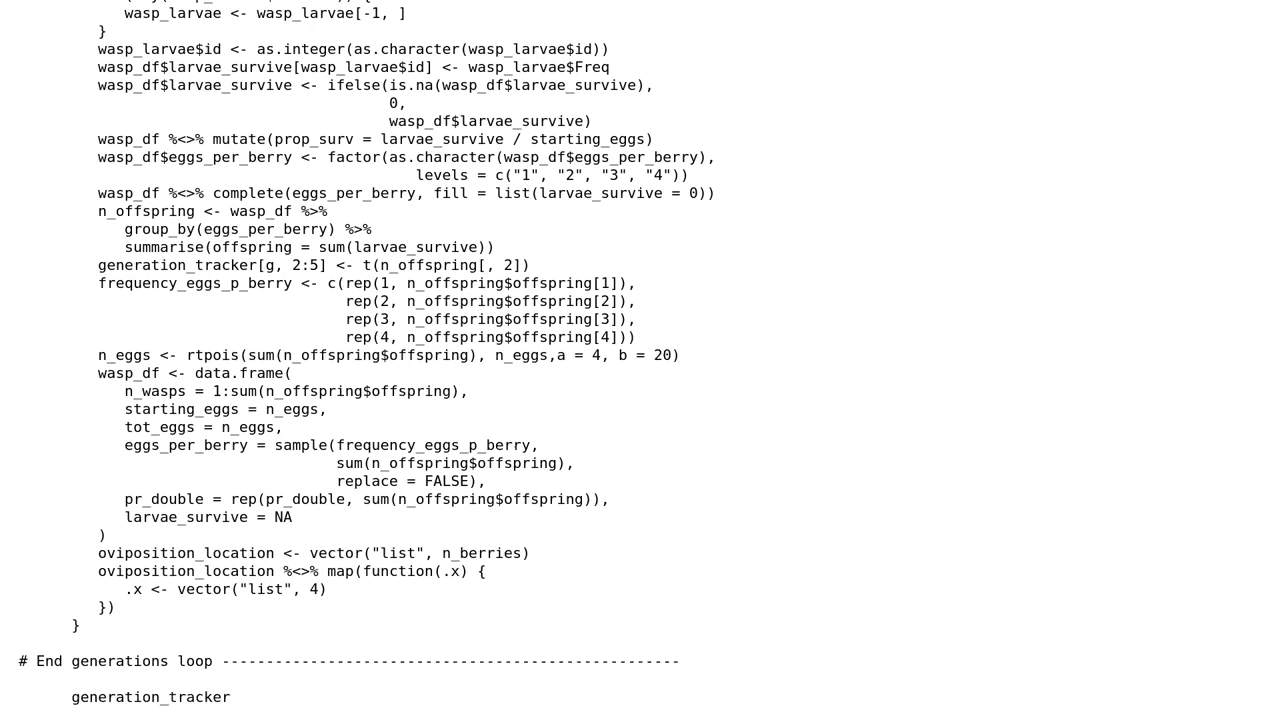 wasp_larvae <- wasp_larvae[-1, ]
}
wasp_larvae$id <- as.integer(as.character(wasp_larvae$id))
wasp_df$larvae_survive[wasp_larvae$id] <- wasp_larvae$Freq
wasp_df$larvae_survive <- ifelse(is.na(wasp_df$larvae_survive),
0,
wasp_df$larvae_survive)
wasp_df %<>% mutate(prop_surv = larvae_survive / starting_eggs)
wasp_df$eggs_per_berry <- factor(as.character(wasp_df$eggs_per_berry),
levels = c("1", "2", "3", "4"))
wasp_df %<>% complete(eggs_per_berry, fill = list(larvae_survive = 0))
n_offspring <- wasp_df %>%
group_by(eggs_per_berry) %>%
summarise(offspring = sum(larvae_survive))
generation_tracker[g, 2:5] <- t(n_offspring[, 2])
frequency_eggs_p_berry <- c(rep(1, n_offspring$offspring[1]),
rep(2, n_offspring$offspring[2]),
rep(3, n_offspring$offspring[3]),
rep(4, n_offspring$offspring[4]))
n_eggs <- rtpois(sum(n_offspring$offspring), n_eggs,a = 4, b = 20)
wasp_df <- data.frame(
n_wasps = 1:sum(n_offspring$offspring),
starting_eggs = n_eggs,
tot_eggs = n_eggs,
eggs_per_berry = sample(frequency_eggs_p_berry,
sum(n_offspring$offspring),
replace = FALSE),
pr_double = rep(pr_double, sum(n_offspring$offspring)),
larvae_survive = NA
)
oviposition_location <- vector("list", n_berries)
oviposition_location %<>% map(function(.x) {
.x <- vector("list", 4)
})
}
# End generations loop ----------------------------------------------------
generation_tracker